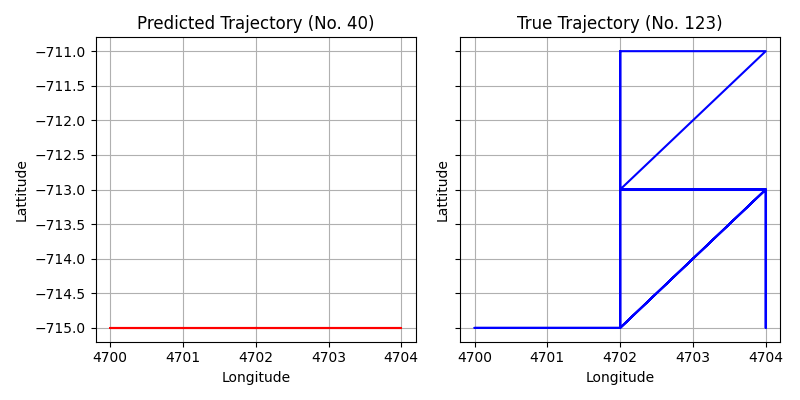 Predicted Trajectory (No. 40)
True Trajectory (No. 123)
−711.0
−711.5
−712.0
−712.5
−713.0
−713.5
−714.0
−714.5
−715.0
Lattitude
Lattitude
4700 4701 4702 4703 4704
4700 4701 4702 4703 4704
Longitude
Longitude